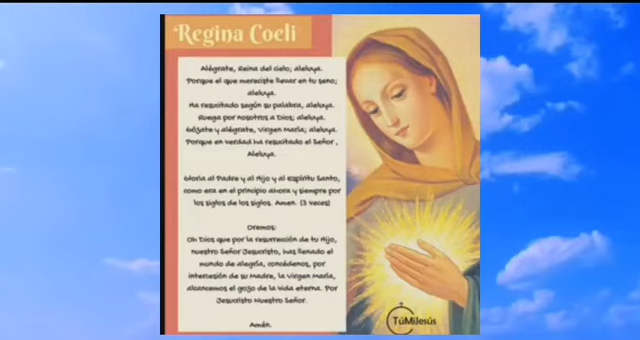 Regina Coeli
Alégrate, Reina del cielo; aleluya.
Porque el que mereciste llevar en tu seno;
aleluya.
Ha resucitado según su palabra, aleluya.
Ruega por nosotros a Dios; aleluya.
Gózate y alégrate, Virgen María; aleluya.
Porque en verdad ha resucitado el Señor ,
Aleluya.
Gloria al Padre y al Hijo y al Espíritu Santo,
como era en el principio ahora y siempre por
los siglos de los siglos. Amen. (3 veces)
Oremos:
Oh Dios que por la resurrección de tu Hijo,
nuestro Señor Jesucristo, has llenado el
mundo de alegría, concédenos, por
intercesión de su Madre, la Virgen María,
alcancemos el gozo de la vida eterna. Por
Jesucristo Nuestro Señor.
Amén.
TúMiJesús